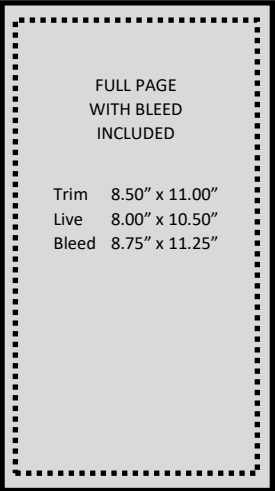 FULL PAGE
WITH BLEED
INCLUDED
Trim 8.50” x 11.00”
Live 8.00” x 10.50”
Bleed 8.75” x 11.25”